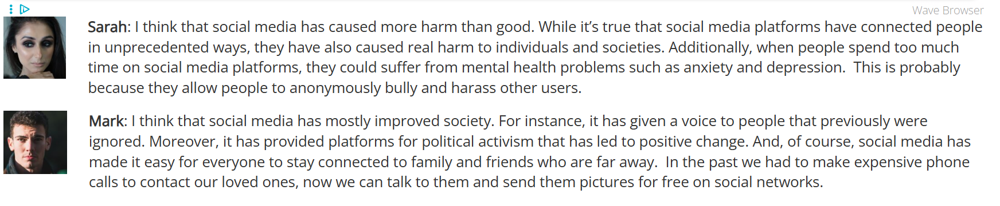 Wave Browser
Sarah: I think that social media has caused more harm than good. While it’s true that social media platforms have connected people
in unprecedented ways, they have also caused real harm to individuals and societies. Additionally, when people spend too much
time on social media platforms, they could suffer from mental health problems such as anxiety and depression.  This is probably
because they allow people to anonymously bully and harass other users.
Mark: I think that social media has mostly improved society. For instance, it has given a voice to people that previously were
ignored. Moreover, it has provided platforms for political activism that has led to positive change. And, of course, social media has
made it easy for everyone to stay connected to family and friends who are far away.  In the past we had to make expensive phone
calls to contact our loved ones, now we can talk to them and send them pictures for free on social networks.